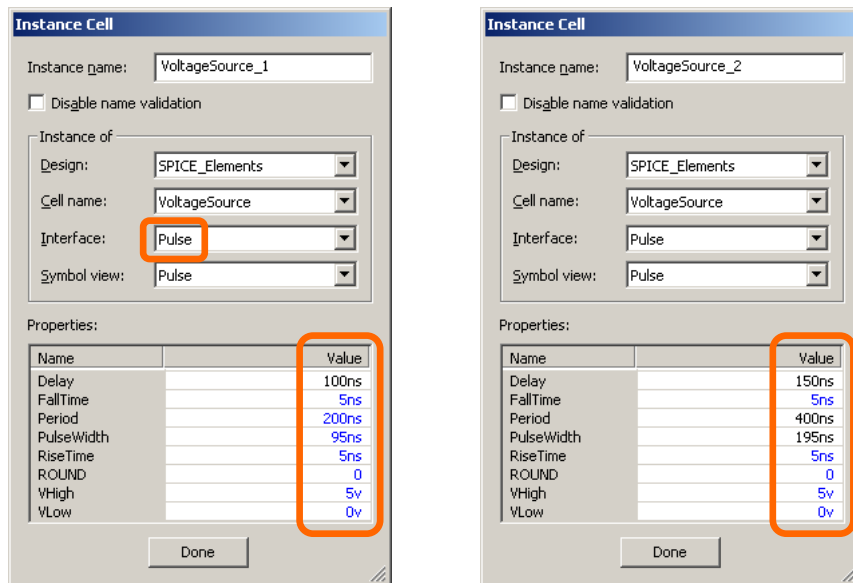 Instance Cell
Instance name: VoltageSource_1
Disable name validation
Instance of
Design: SPICE_Elements
Cell name: VoltageSource
Interface: Pulse
Symbol view: Pulse
Properties:
Name Value
Delay 100ns
FallTime 5ns
Period 200ns
PulseWidth 95ns
RiseTime 5ns
ROUND 0
VHigh 5v
VLow 0v
Done
Instance Cell
Instance name: VoltageSource_2
Disable name validation
Instance of
Design: SPICE_Elements
Cell name: VoltageSource
Interface: Pulse
Symbol view: Pulse
Properties:
Name Value
Delay 150ns
FallTime 5ns
Period 400ns
PulseWidth 195ns
RiseTime 5ns
ROUND 0
VHigh 5v
VLow 0v
Done